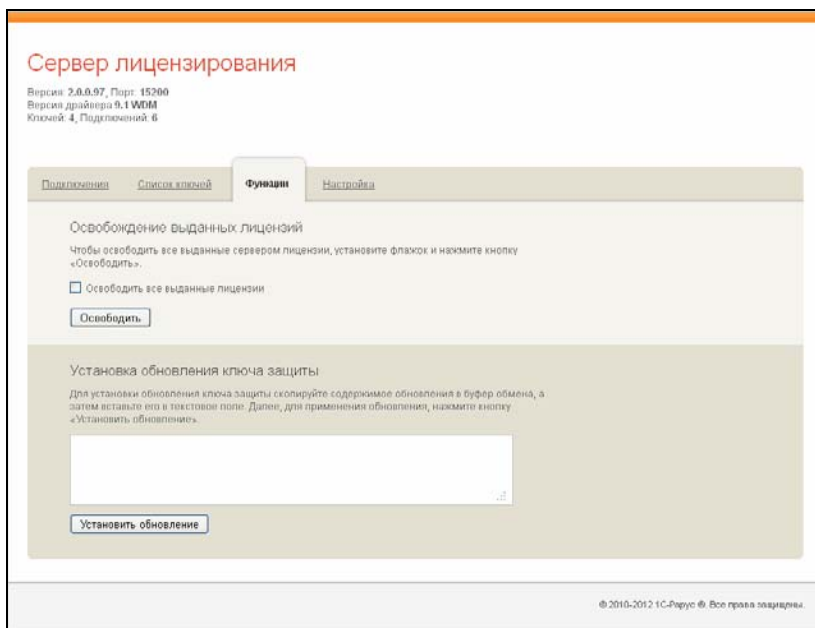 Сервер лицензирования
Версия: 2.0.0.97, Порт: 15200
Версия драйвера 9.1 WDM
Ключей: 4, Подключений: 6
Подключения Список ключей Функции Настройка
Освобождение выданных лицензий
Чтобы освободить все выданные сервером лицензии, установите флажок и нажмите кнопку
«Освободить».
Освободить все выданные лицензии
Освободить
Установка обновления ключа защиты
Для установки обновления ключа защиты скопируйте содержимое обновления в буфер обмена, а
затем вставьте его в текстовое поле. Далее, для применения обновления, нажмите кнопку
«Установить обновление».
Установить обновление
© 2010-2012 1С-Рарус ®. Все права защищены.